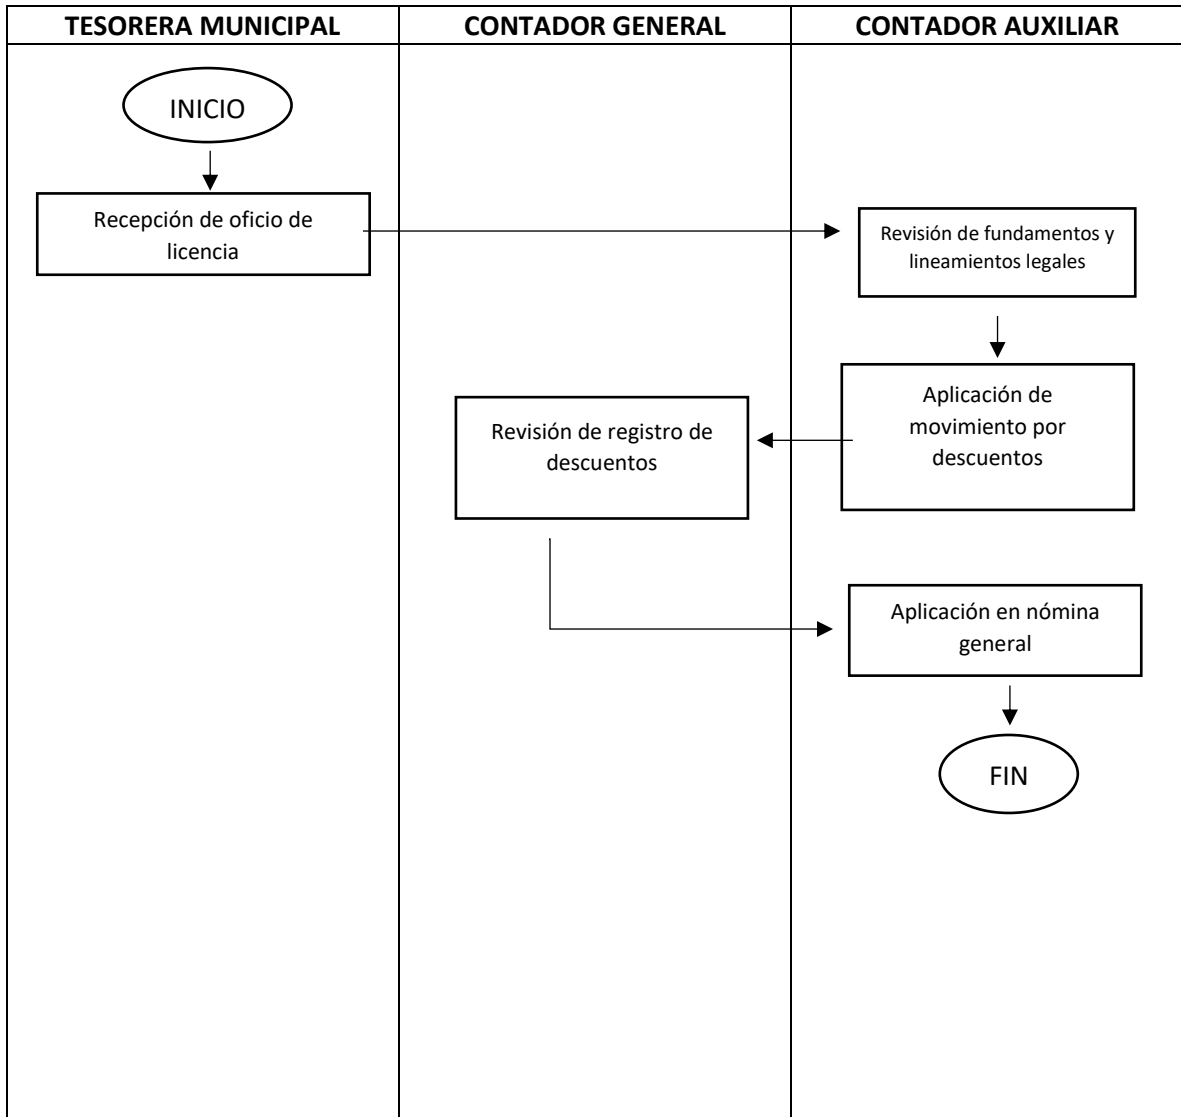 TESORERA MUNICIPAL
CONTADOR GENERAL
CONTADOR AUXILIAR
INICIO
Recepción de oficio de
licencia
Revisión de fundamentos y
lineamientos legales
Aplicación de
movimiento por
descuentos
Revisión de registro de
descuentos
Aplicación en nómina
general
FIN